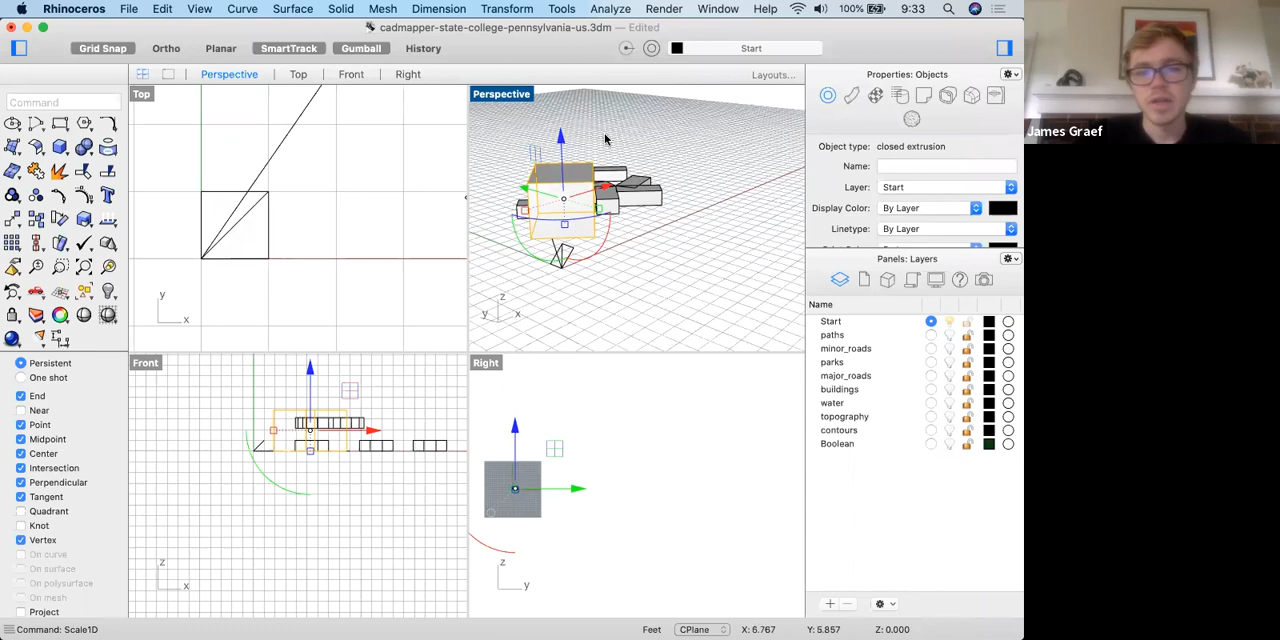 Rhinoceros File Edit View Curve Surface Solid Mesh Dimension Transform Tools Analyze Render Window Help 100% 9:33
cadmapper-state-college-pennsylvania-us.3dm — Edited
Grid Snap Ortho Planar SmartTrack Gumball History Start
Perspective Top Front Right Layouts...
Properties: Objects
Command
Top
Perspective
James Graef
Object type: closed extrusion
Name:
Layer: Start
Display Color: By Layer
Linetype: By Layer
Panels: Layers
Name
Start
paths
minor_roads
parks
major_roads
buildings
water
topography
contours
Boolean
y
x
z
y x
Front
Right
z
x
z
y
Persistent
One shot
End
Near
Point
Midpoint
Center
Intersection
Perpendicular
Tangent
Quadrant
Knot
Vertex
On curve
On surface
On polysurface
On mesh
Project
Command: Scale1D Feet CPlane X: 6.767 Y: 5.857 Z: 0.000